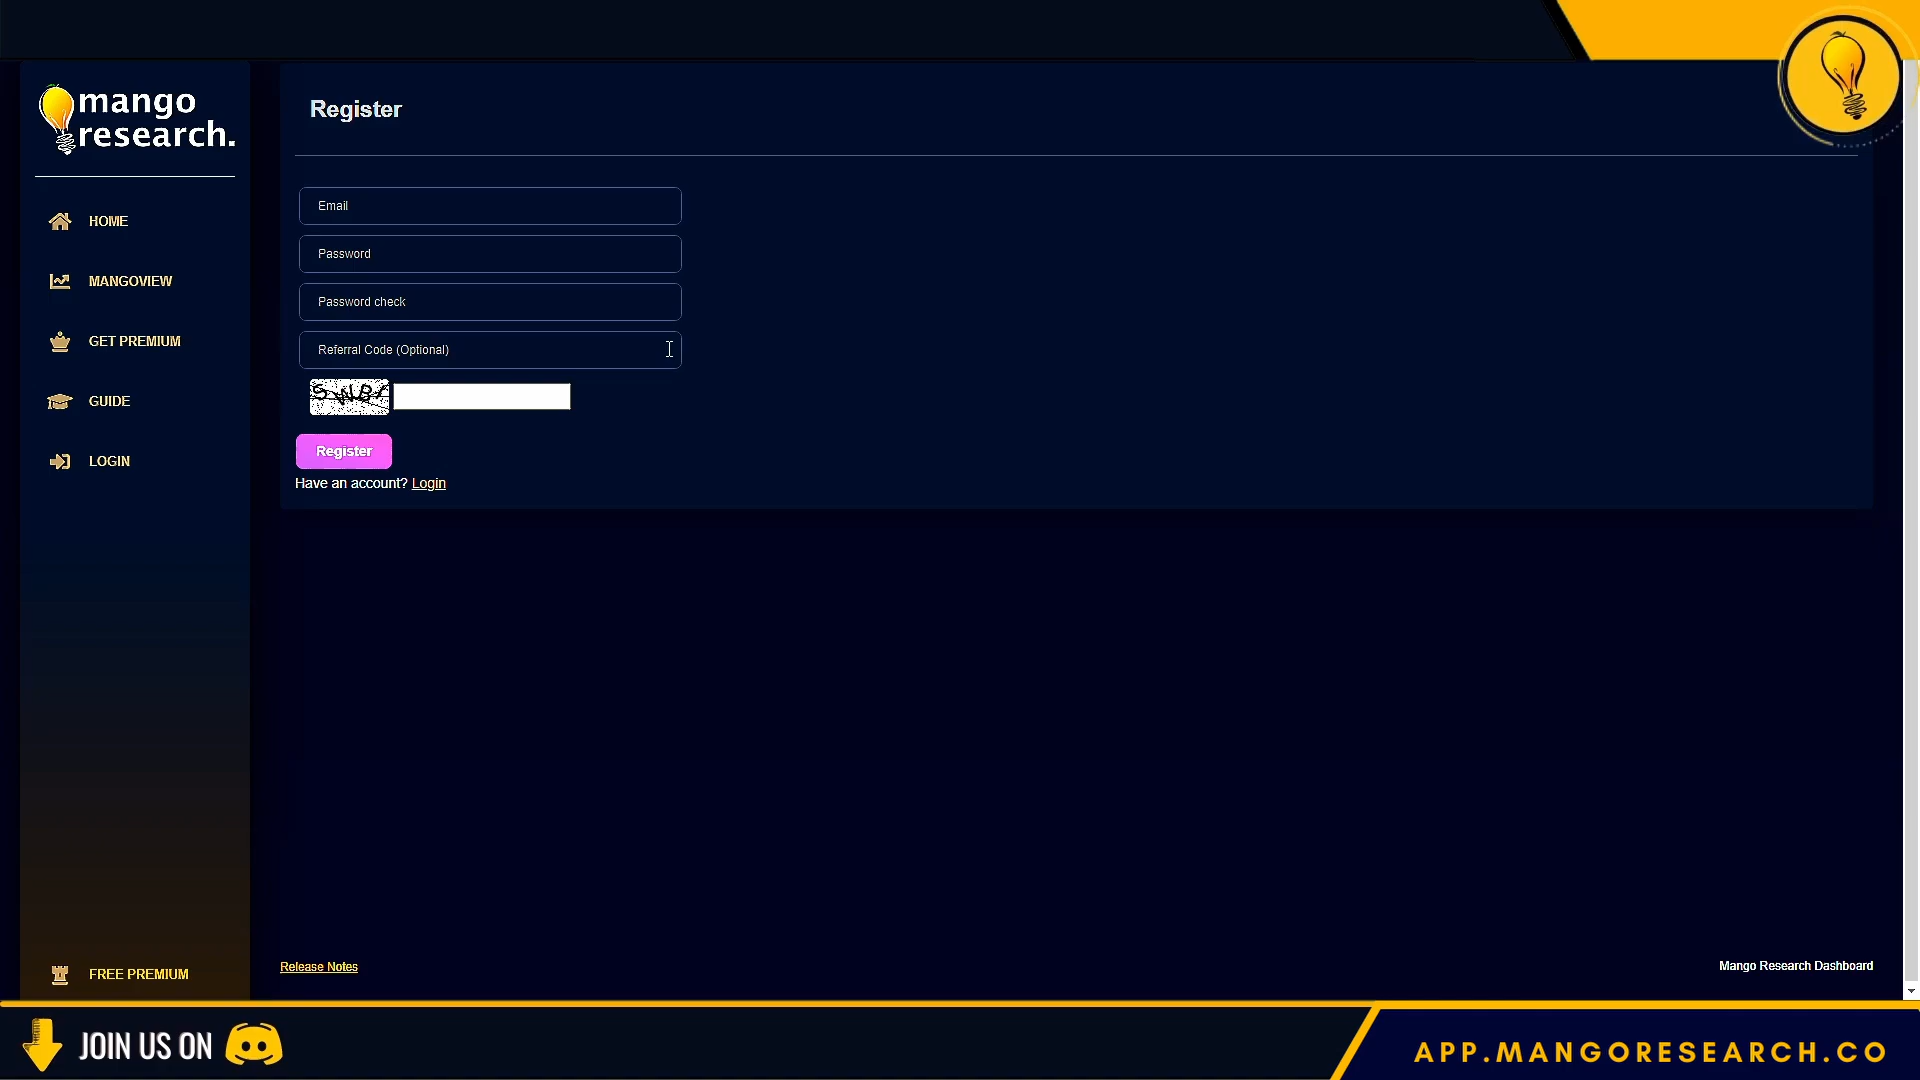 mango
research.
HOME
MANGOVIEW
GET PREMIUM
GUIDE
LOGIN
FREE PREMIUM
Register
Email
Password
Password check
Referral Code (Optional)
Register
Have an account? Login
Release Notes
Mango Research Dashboard
JOIN US ON
APP.MANGORESEARCH.CO